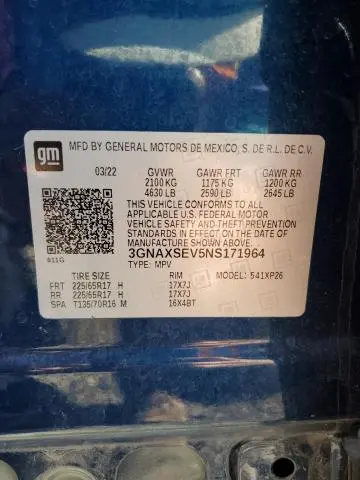 gm
MFD BY GENERAL MOTORS DE MEXICO, S. DE R.L. DE C.V.
03/22 GVWR GAWR FRT GAWR RR
2100 KG 1175 KG 1200 KG
4630 LB 2590 LB 2645 LB
THIS VEHICLE CONFORMS TO ALL
APPLICABLE U.S. FEDERAL MOTOR
VEHICLE SAFETY AND THEFT PREVENTION
STANDARDS IN EFFECT ON THE DATE OF
MANUFACTURE SHOWN ABOVE.
3GNAXSEV5NS171964
611G TYPE: MPV
TIRE SIZE RIM MODEL: 541XP26
FRT 225/65R17 H 17X7J
RR 225/65R17 H 17X7J
SPA T135/70R16 M 16X4BT